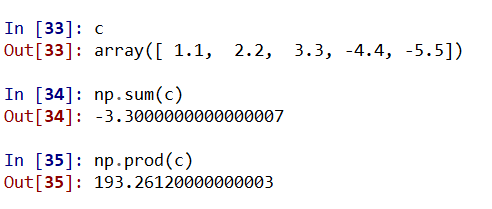 In [33]: c
Out[33]: array([ 1.1,  2.2,  3.3, -4.4, -5.5])
In [34]: np.sum(c)
Out[34]: -3.3000000000000007
In [35]: np.prod(c)
Out[35]: 193.26120000000003